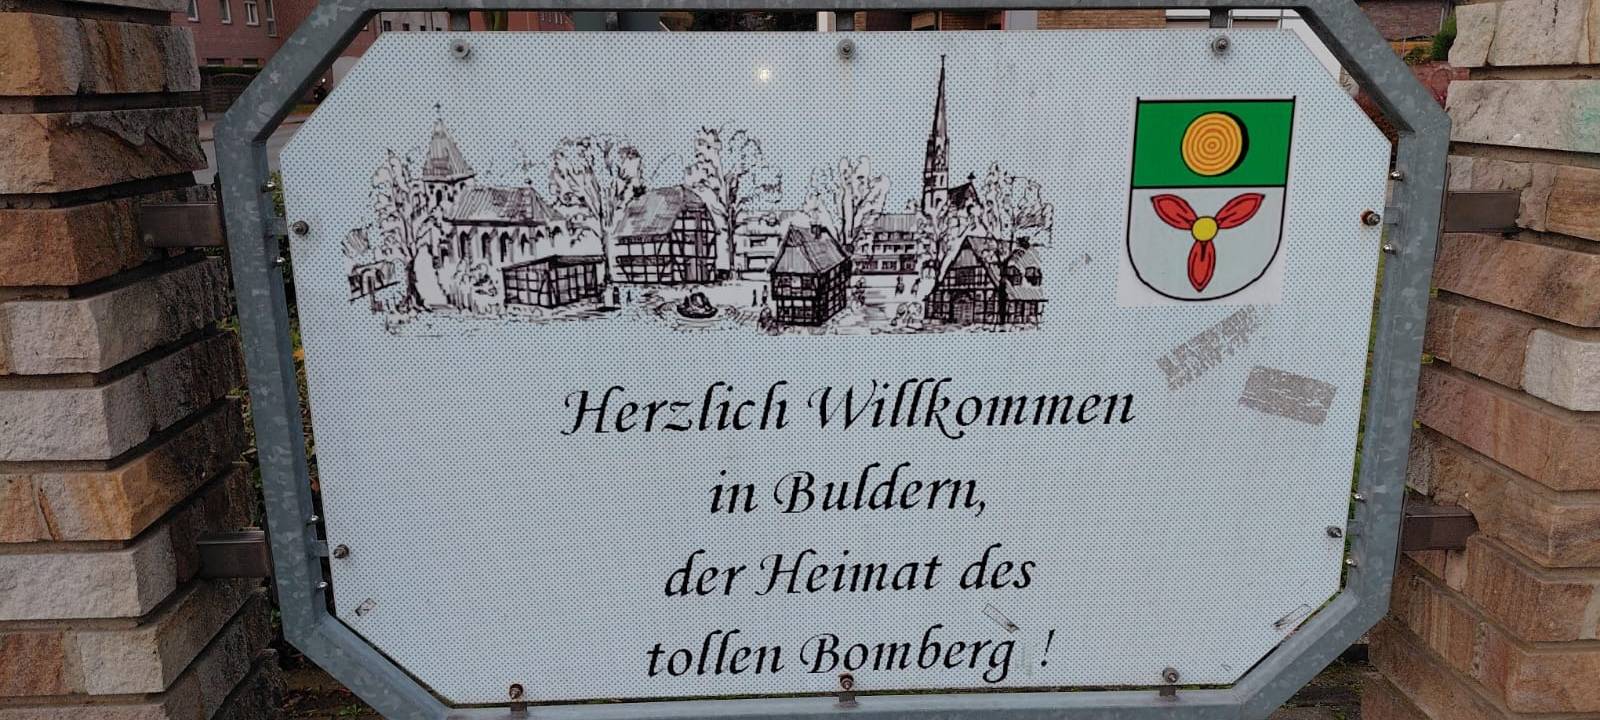 Herzlich Willkommen
in Buldern,
der Heimat des
tollen Bomberg !